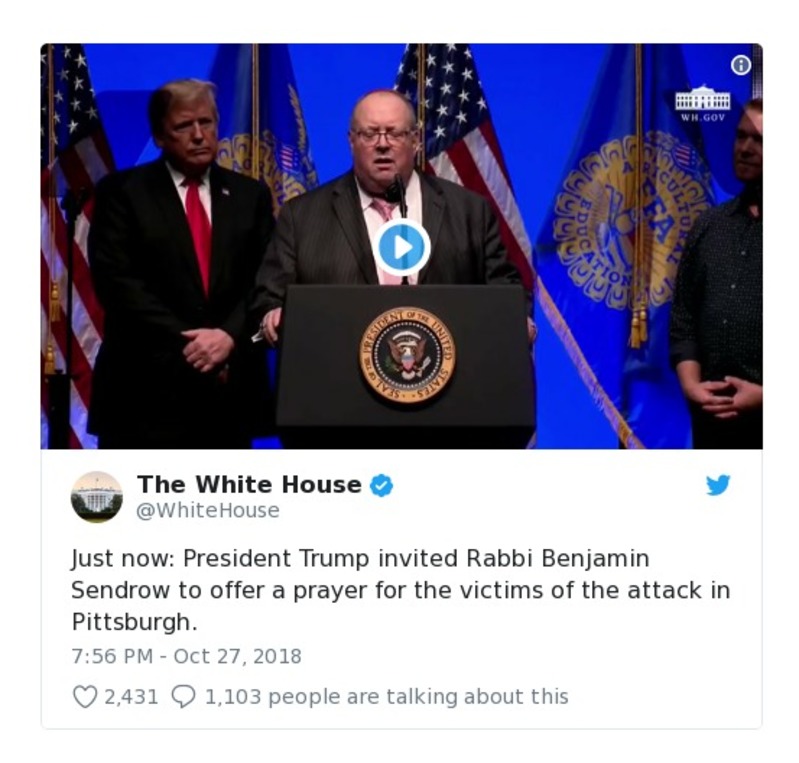 WH.GOV
FFA
AGRICULTURAL
EDUCATION
SEAL OF THE PRESIDENT OF THE UNITED STATES
The White House
@WhiteHouse
Just now: President Trump invited Rabbi Benjamin
Sendrow to offer a prayer for the victims of the attack in
Pittsburgh.
7:56 PM - Oct 27, 2018
2,431 1,103 people are talking about this